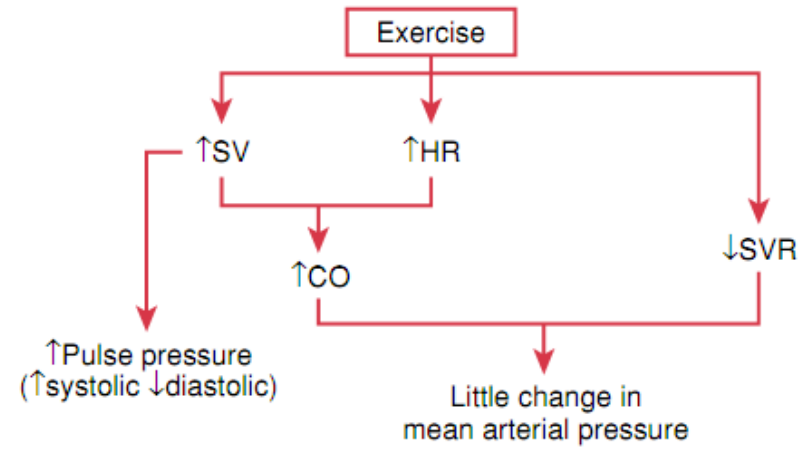 Exercise
↑SV
↑HR
↓SVR
↑CO
↑Pulse pressure
(↑systolic ↓diastolic)
Little change in
mean arterial pressure